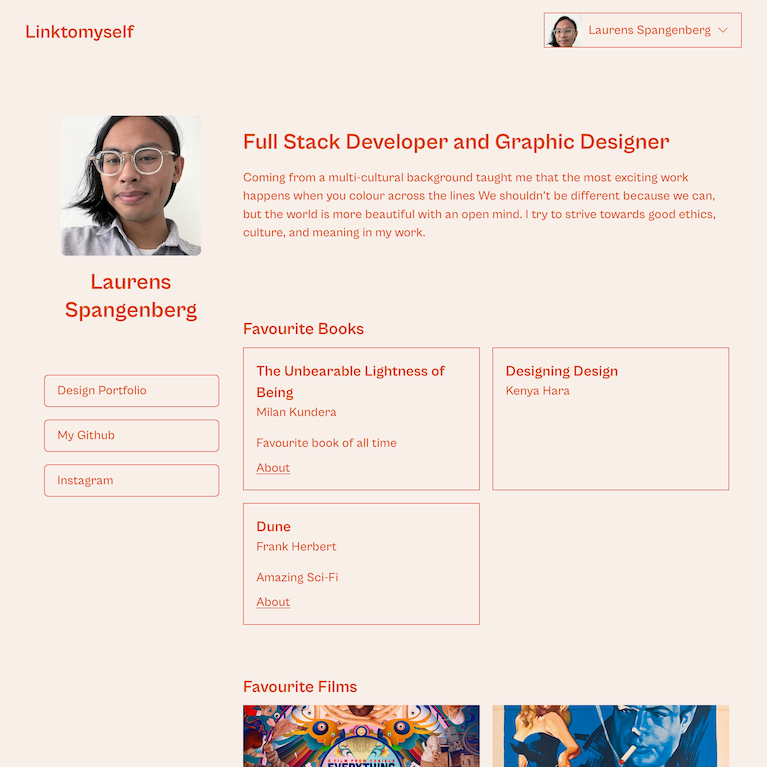 Linktomyself
Laurens Spangenberg
Full Stack Developer and Graphic Designer
Coming from a multi-cultural background taught me that the most exciting work
happens when you colour across the lines We shouldn't be different because we can,
but the world is more beautiful with an open mind. I try to strive towards good ethics,
culture, and meaning in my work.
Laurens
Spangenberg
Design Portfolio
My Github
Instagram
Favourite Books
The Unbearable Lightness of
Being
Milan Kundera
Favourite book of all time
About
Designing Design
Kenya Hara
Dune
Frank Herbert
Amazing Sci-Fi
About
Favourite Films
A FILM FROM DANIELS
EVERYTHING